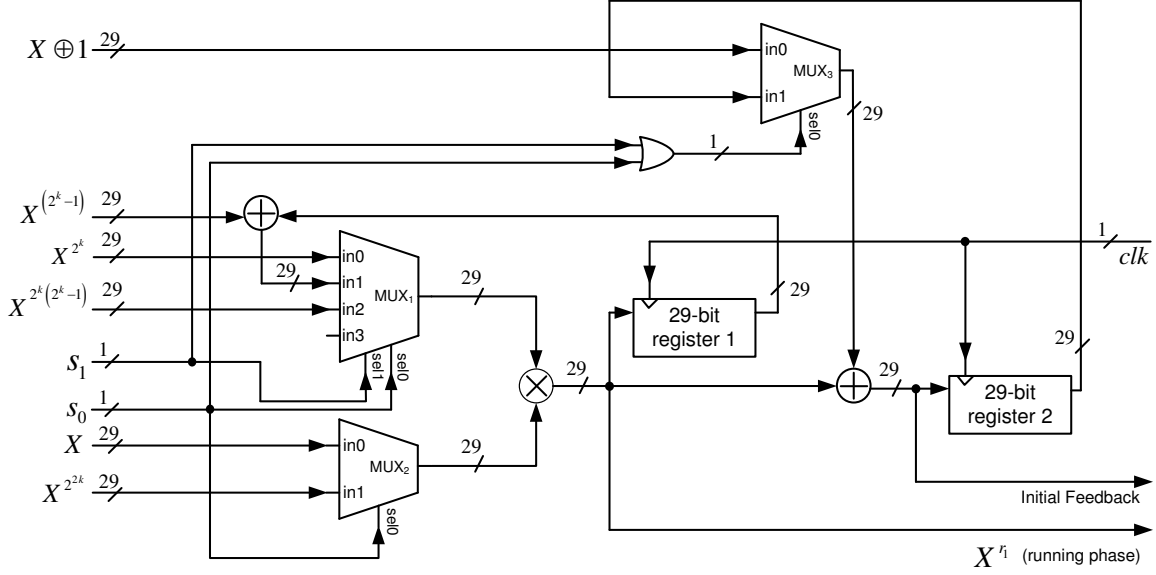 X ⊕ 1
29
in0
MUX₃
in1
sel0
29
1
X^(2^k−1)
29
X^2^k
29
in0
29
in1
MUX₁
29
1
clk
X^2^k(2^k−1)
29
in2
in3
29-bit
register 1
29
s₁
1
sel1
sel0
29
29
29-bit
register 2
29
s₀
1
X
29
in0
MUX₂
29
X^2^2k
29
in1
sel0
Initial Feedback
X^r₁ (running phase)